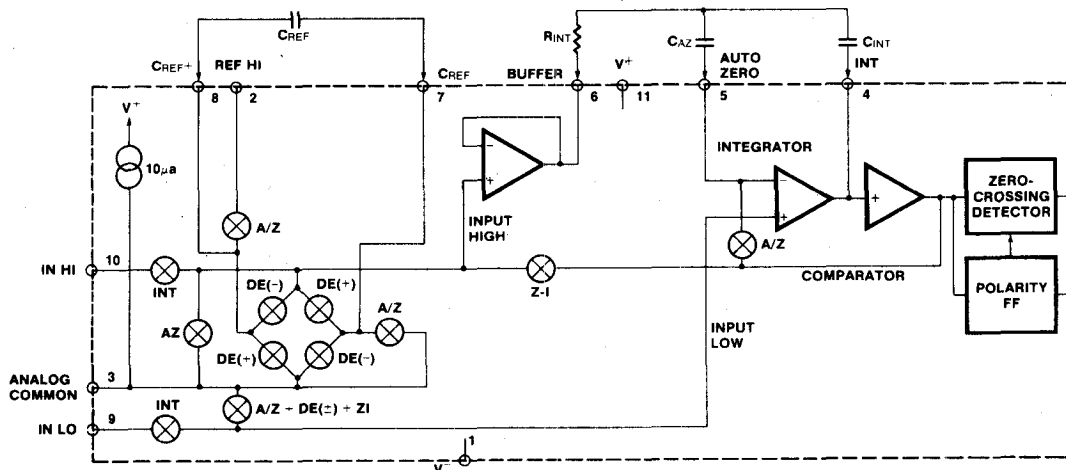 CREF
RINT
CAZ
CINT
CREF+
REF HI
CREF
BUFFER
V+
AUTO
ZERO
INT
8
2
7
6
11
5
4
V+
10μa
INTEGRATOR
ZERO-
CROSSING
DETECTOR
A/Z
INPUT
HIGH
A/Z
IN HI
10
INT
Z-I
COMPARATOR
POLARITY
FF
DE(-)
DE(+)
A/Z
AZ
DE(+)
DE(-)
INPUT
LOW
ANALOG
COMMON
3
INT
A/Z + DE(±) + ZI
IN LO
9
1
V-